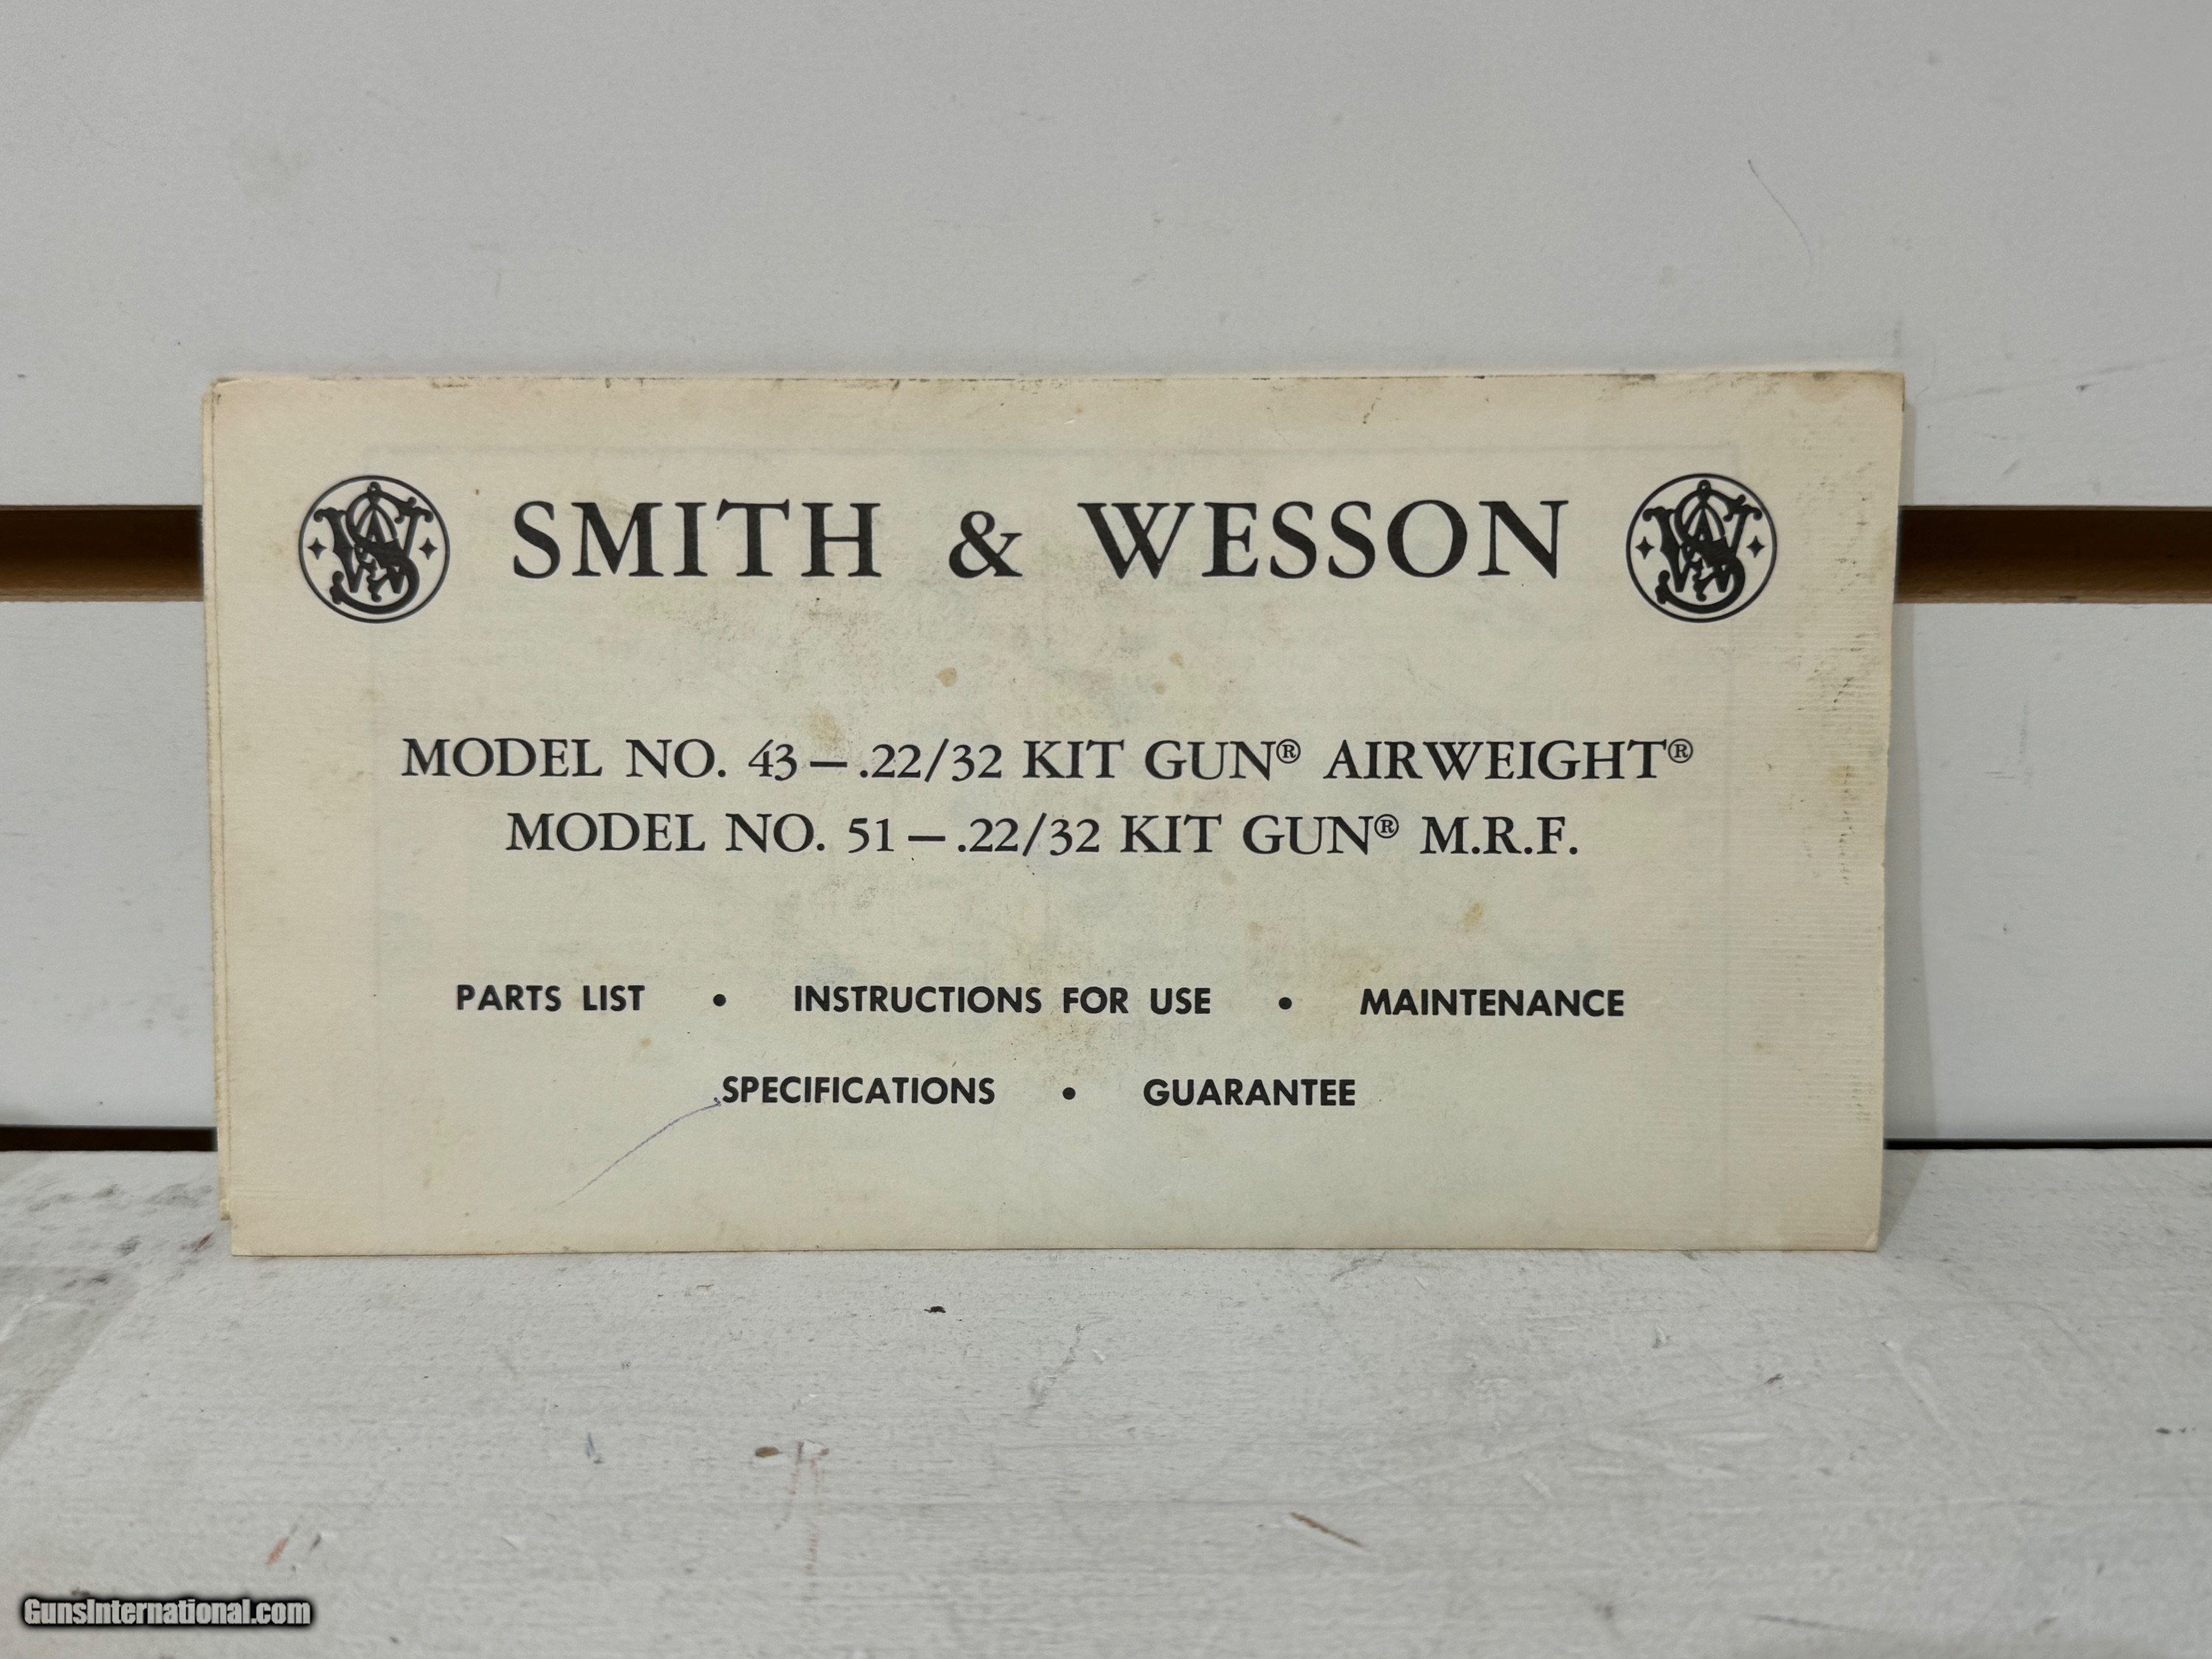 SMITH & WESSON
MODEL NO. 43—.22/32 KIT GUN® AIRWEIGHT®
MODEL NO. 51—.22/32 KIT GUN® M.R.F.
PARTS LIST • INSTRUCTIONS FOR USE • MAINTENANCE
SPECIFICATIONS • GUARANTEE
GunsInternational.com